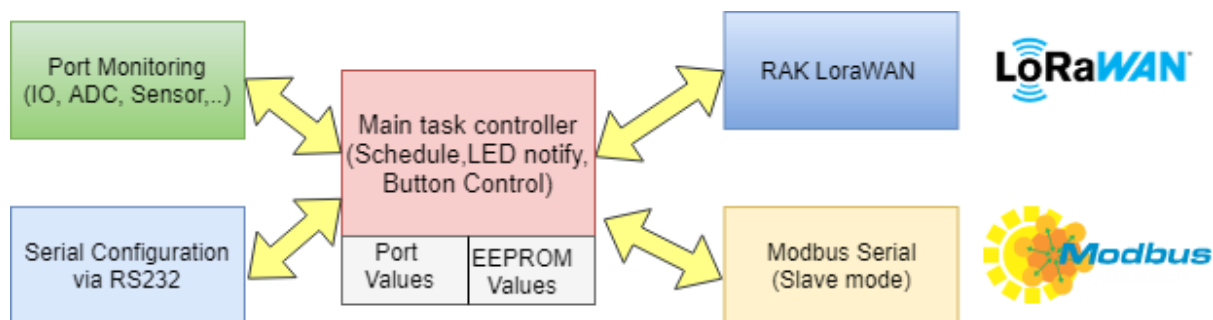 Port Monitoring
(IO, ADC, Sensor,..)
Main task controller
(Schedule,LED notify,
Button Control)
Port
Values
EEPROM
Values
Serial Configuration
via RS232
RAK LoraWAN
LoRaWAN
Modbus Serial
(Slave mode)
Modbus